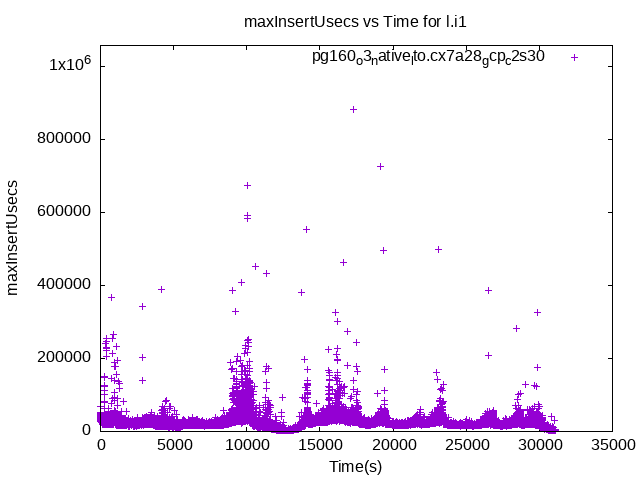 maxInsertUsecs vs Time for l.i1
pg160o3native_lto.cx7a28gcpc2s30
1x10^6
800000
600000
400000
200000
0
maxInsertUsecs
0 5000 10000 15000 20000 25000 30000 35000
Time(s)